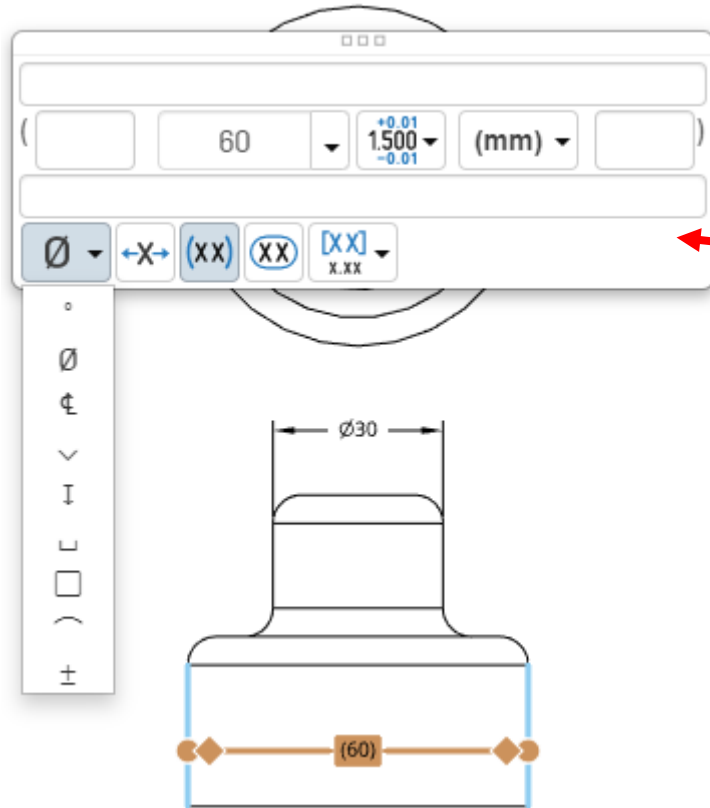 ( 60 +0.01 1.500 -0.01 (mm) )
Ø ←X→ (XX) (XX) [XX] X.XX
°
Ø
℄
⌵
↧
⌴
□
⌒
±
Ø30
(60)